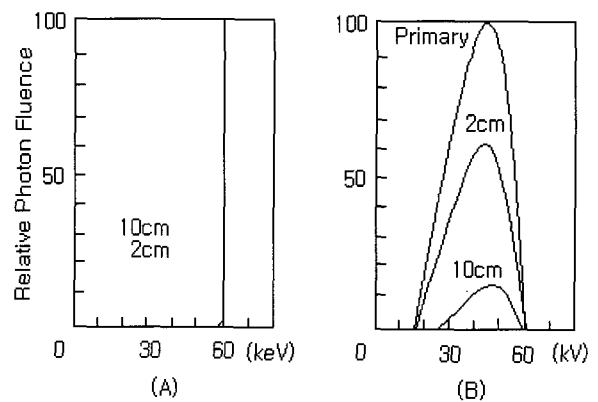 100
50
0
30
60
(keV)
Relative Photon Fluence
10cm
2cm
(A)
100
50
0
30
60
(kV)
Primary
2cm
10cm
(B)